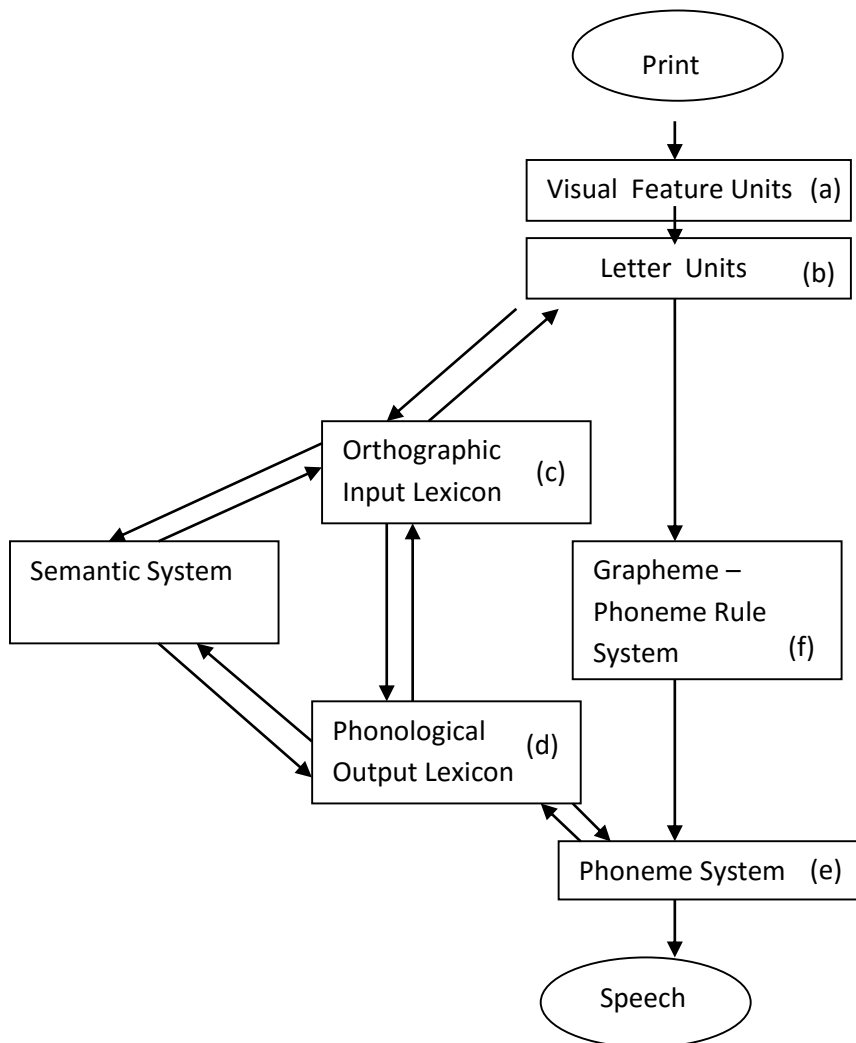 Print
Visual Feature Units (a)
Letter Units (b)
Orthographic
Input Lexicon (c)
Semantic System
Grapheme –
Phoneme Rule
System (f)
Phonological
Output Lexicon (d)
Phoneme System (e)
Speech